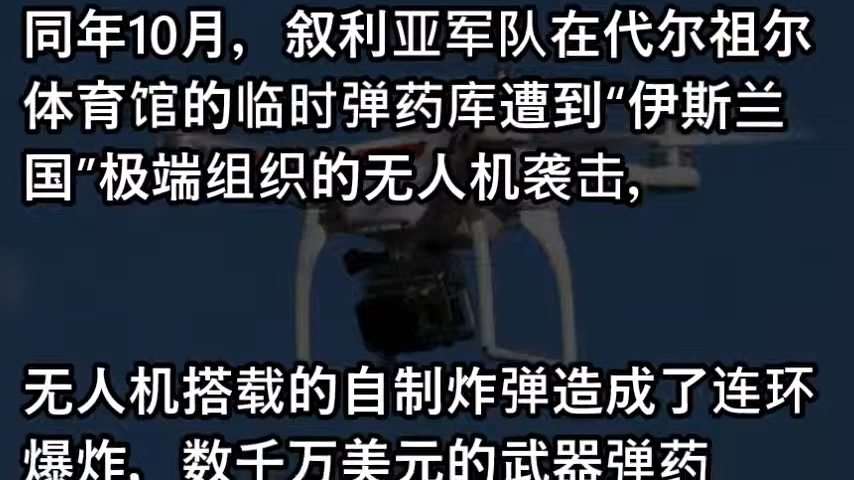 同年10月，叙利亚军队在代尔祖尔
体育馆的临时弹药库遭到“伊斯兰
国”极端组织的无人机袭击,
无人机搭载的自制炸弹造成了连环
爆炸，数千万美元的武器弹药